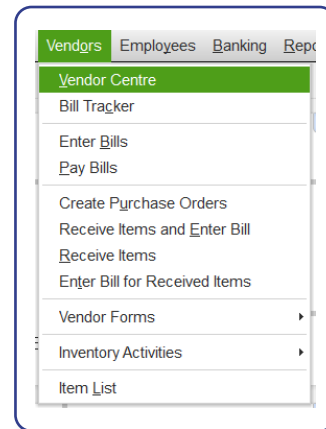 Vendors Employees Banking Repo
Vendor Centre
Bill Tracker
Enter Bills
Pay Bills
Create Purchase Orders
Receive Items and Enter Bill
Receive Items
Enter Bill for Received Items
Vendor Forms
Inventory Activities
Item List